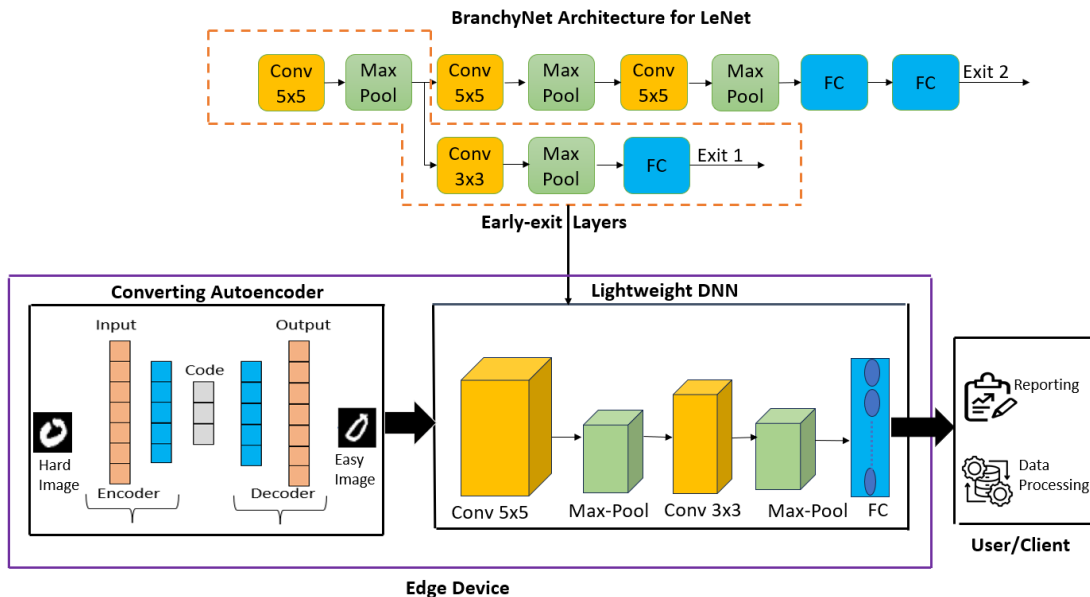 BranchyNet Architecture for LeNet
Conv
5x5
Max
Pool
Conv
5x5
Max
Pool
Conv
5x5
Max
Pool
FC
FC
Exit 2
Conv
3x3
Max
Pool
FC
Exit 1
Early-exit Layers
Converting Autoencoder
Lightweight DNN
Input
Output
Code
Hard
Image
Easy
Image
Encoder
Decoder
Conv 5x5
Max-Pool
Conv 3x3
Max-Pool
FC
Reporting
Data
Processing
User/Client
Edge Device